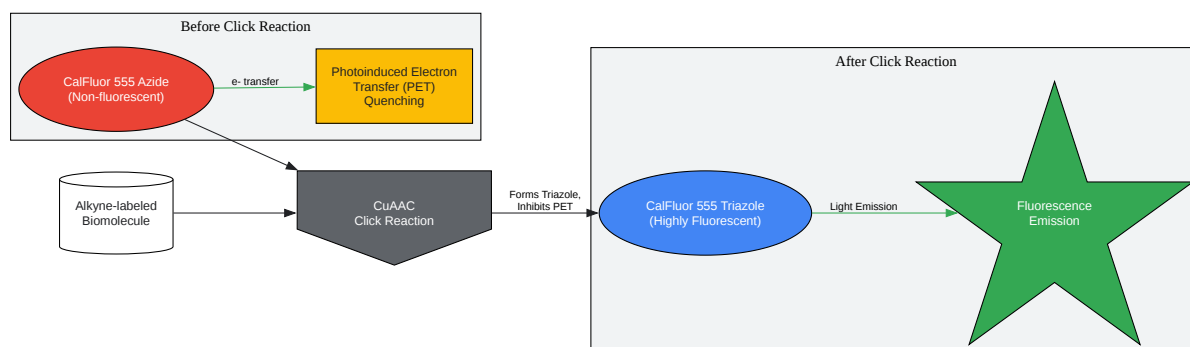 Before Click Reaction
CalFluor 555 Azide
(Non-fluorescent)
e- transfer
Photoinduced Electron
Transfer (PET)
Quenching
Alkyne-labeled
Biomolecule
CuAAC
Click Reaction
Forms Triazole,
Inhibits PET
After Click Reaction
CalFluor 555 Triazole
(Highly Fluorescent)
Light Emission
Fluorescence
Emission